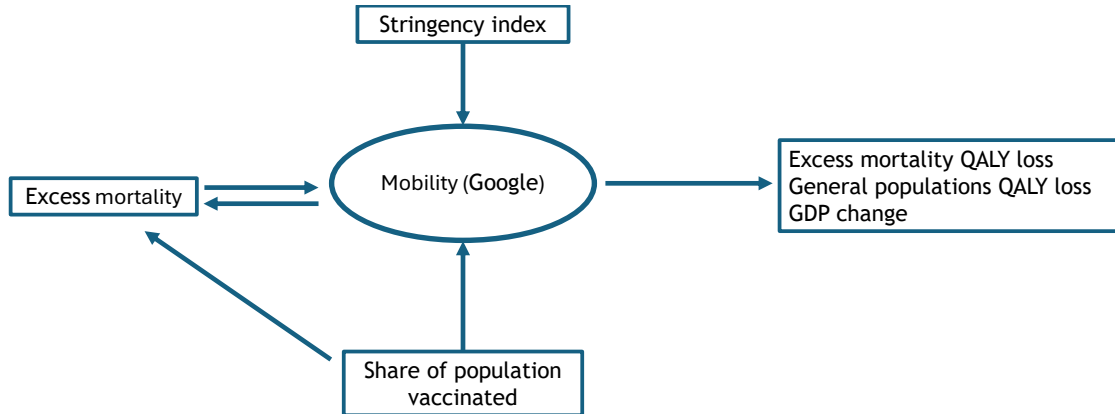 Stringency index
Mobility (Google)
Excess mortality
Excess mortality QALY loss
General populations QALY loss
GDP change
Share of population
vaccinated